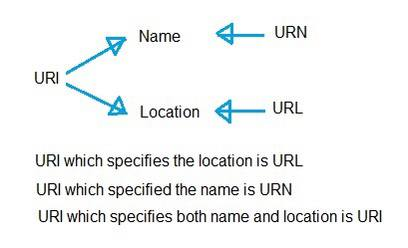 Name
URN
URI
Location
URL
URI which specifies the location is URL
URI which specified the name is URN
URI which specifies both name and location is URI